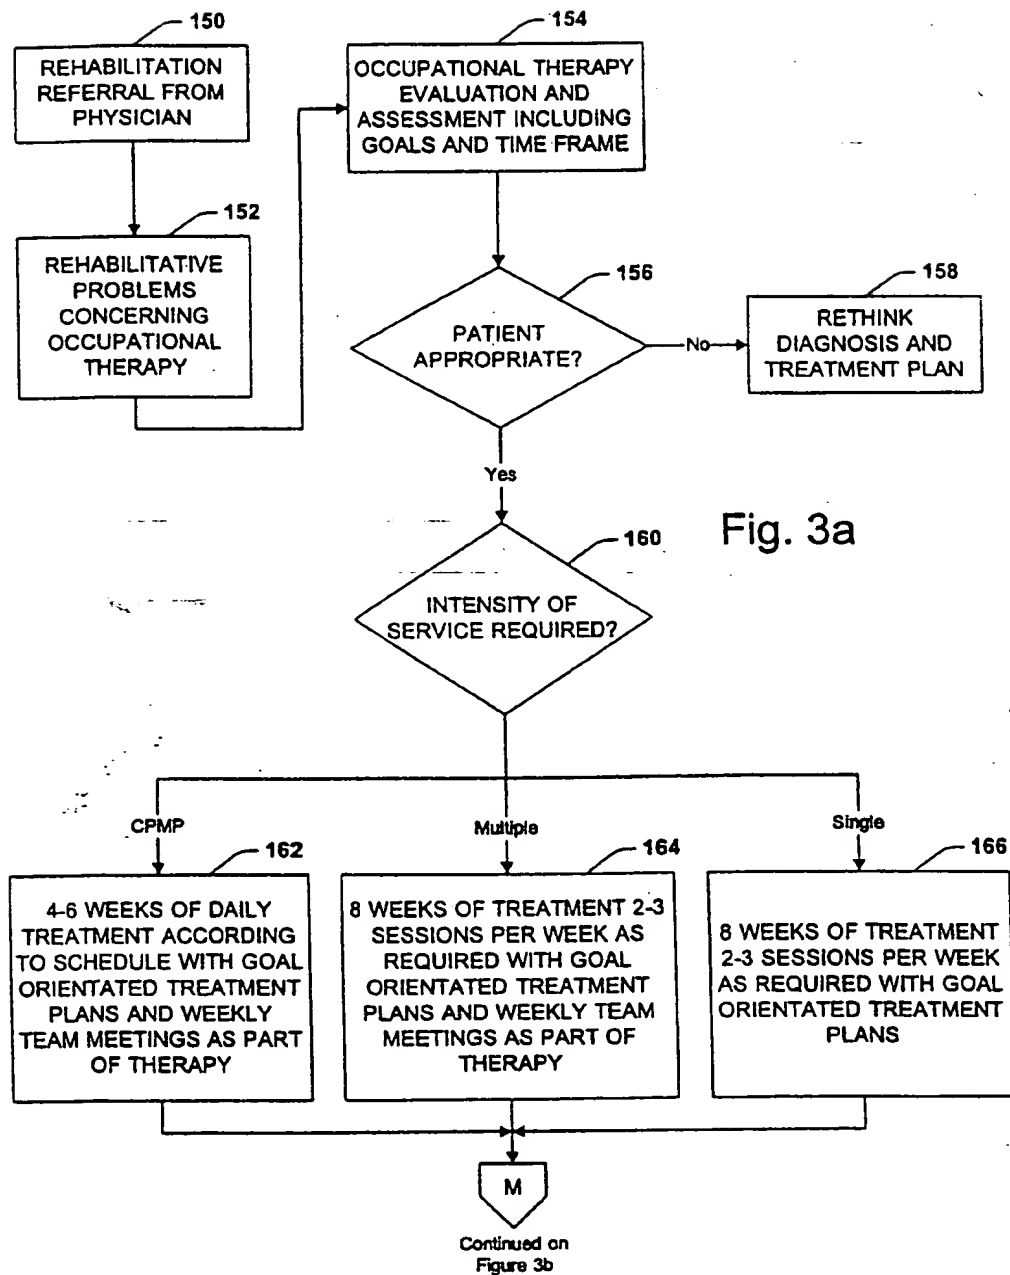 150
REHABILITATION
REFERRAL FROM
PHYSICIAN
152
REHABILITATIVE
PROBLEMS
CONCERNING
OCCUPATIONAL
THERAPY
154
OCCUPATIONAL THERAPY
EVALUATION AND
ASSESSMENT INCLUDING
GOALS AND TIME FRAME
156
PATIENT
APPROPRIATE?
No
158
RETHINK
DIAGNOSIS AND
TREATMENT PLAN
Yes
Fig. 3a
160
INTENSITY OF
SERVICE REQUIRED?
CPMP
162
4-6 WEEKS OF DAILY
TREATMENT ACCORDING
TO SCHEDULE WITH GOAL
ORIENTATED TREATMENT
PLANS AND WEEKLY
TEAM MEETINGS AS PART
OF THERAPY
Multiple
164
8 WEEKS OF TREATMENT 2-3
SESSIONS PER WEEK AS
REQUIRED WITH GOAL
ORIENTATED TREATMENT
PLANS AND WEEKLY TEAM
MEETINGS AS PART OF
THERAPY
Single
166
8 WEEKS OF TREATMENT
2-3 SESSIONS PER WEEK
AS REQUIRED WITH GOAL
ORIENTATED TREATMENT
PLANS
M
Continued on
Figure 3b